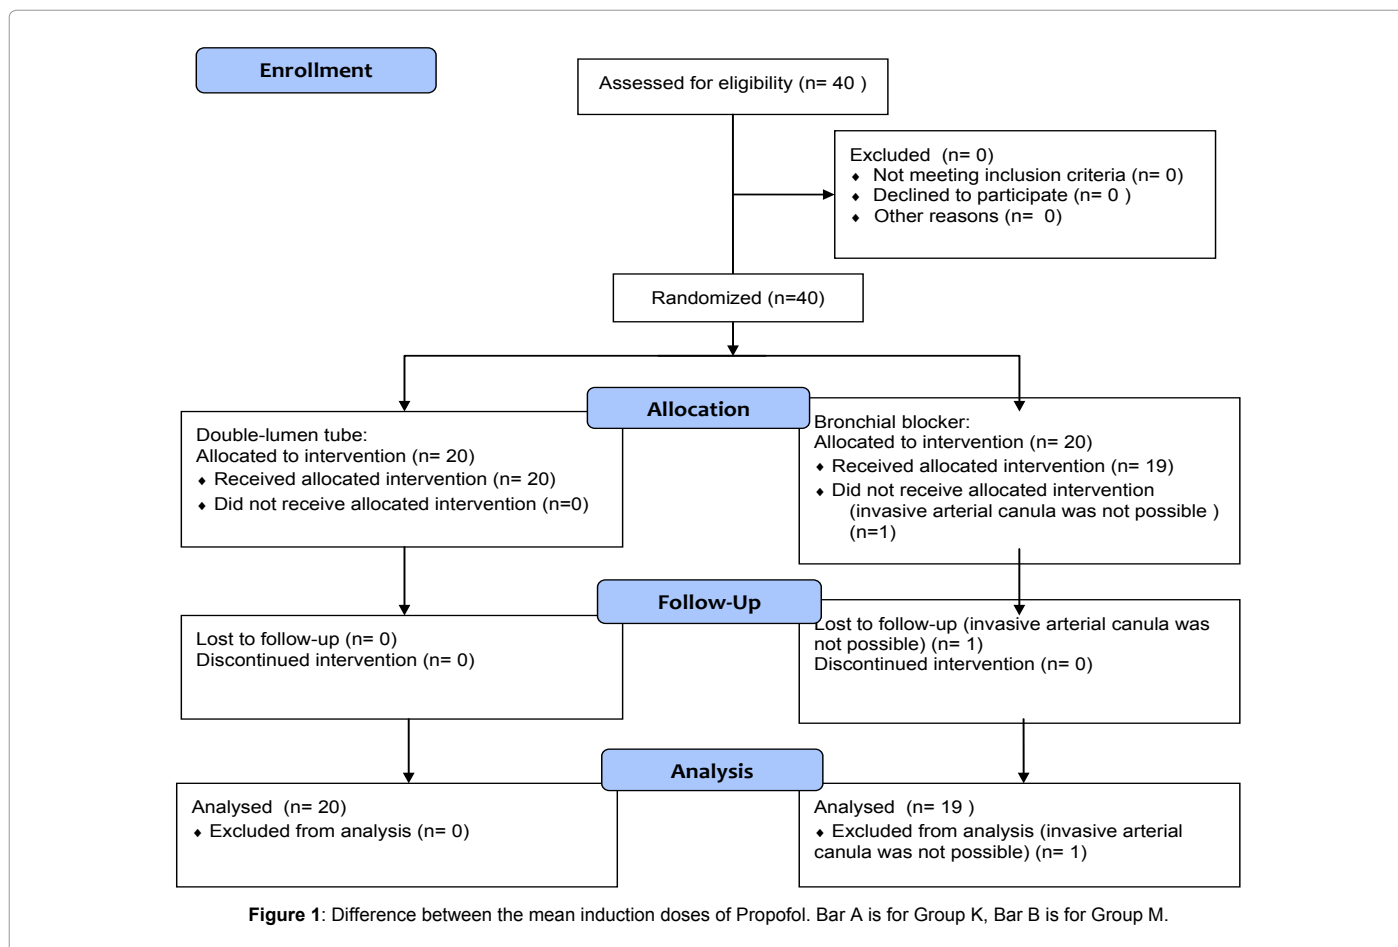 Enrollment
Assessed for eligibility (n= 40 )
Excluded  (n= 0)
♦ Not meeting inclusion criteria (n= 0)
♦ Declined to participate (n= 0 )
♦ Other reasons (n=  0)
Randomized (n=40)
Allocation
Double-lumen tube:
Allocated to intervention (n= 20)
♦ Received allocated intervention (n= 20)
♦ Did not receive allocated intervention (n=0)
Bronchial blocker:
Allocated to intervention (n= 20)
♦ Received allocated intervention (n= 19)
♦ Did not receive allocated intervention
(invasive arterial canula was not possible )
(n=1)
Follow-Up
Lost to follow-up (n= 0)
Discontinued intervention (n= 0)
Lost to follow-up (invasive arterial canula was
not possible) (n= 1)
Discontinued intervention (n= 0)
Analysis
Analysed  (n= 20)
♦ Excluded from analysis (n= 0)
Analysed  (n= 19 )
♦ Excluded from analysis (invasive arterial
canula was not possible) (n= 1)
Figure 1: Difference between the mean induction doses of Propofol. Bar A is for Group K, Bar B is for Group M.